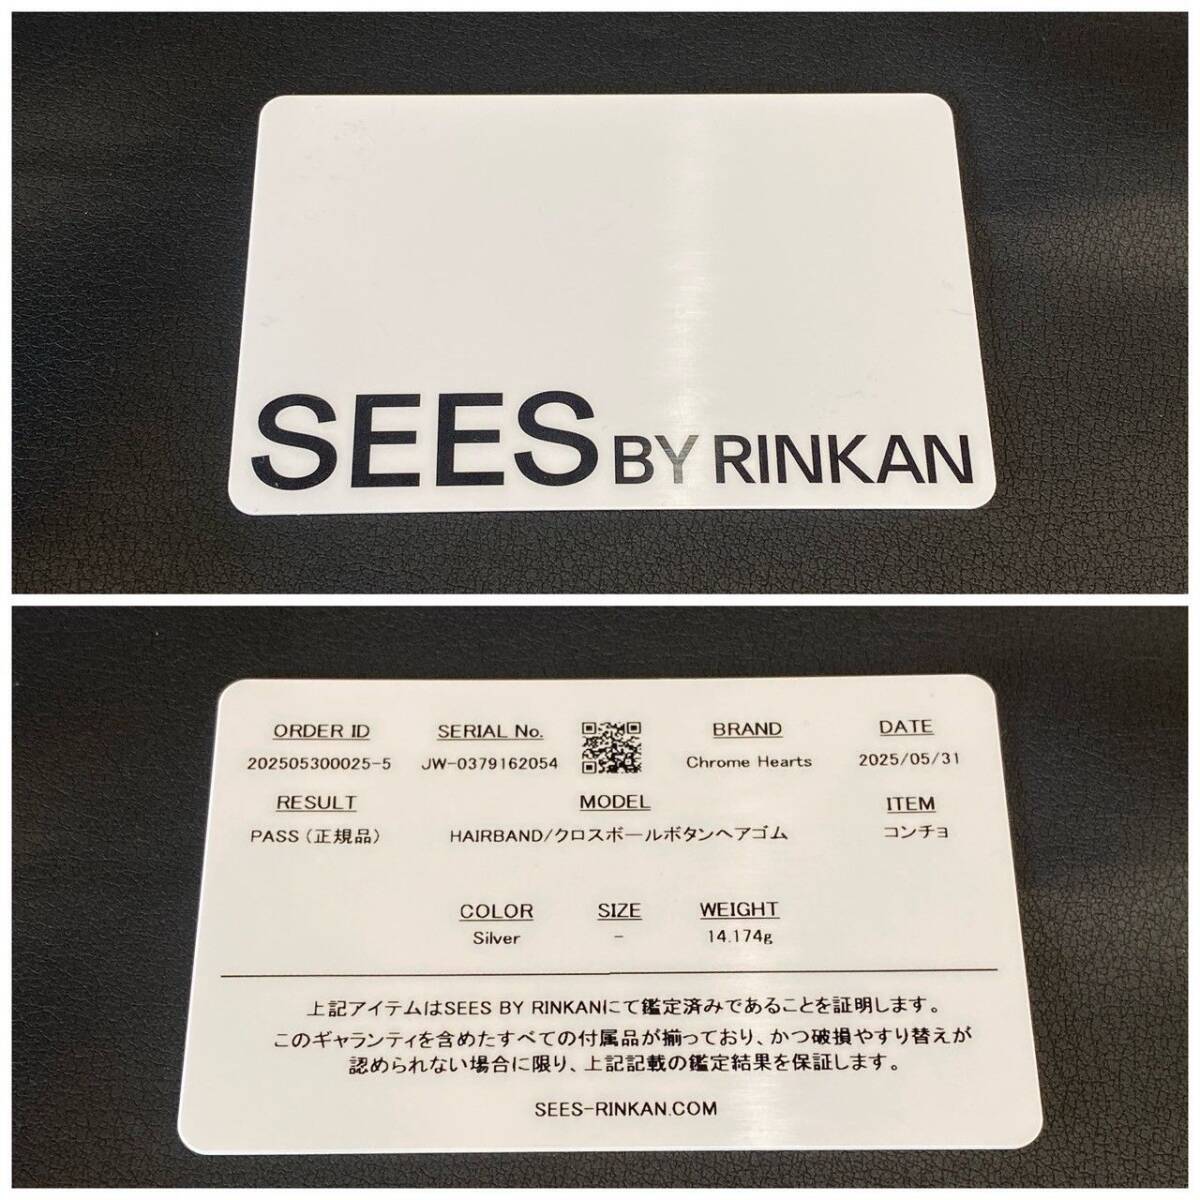 SEES BY RINKAN
ORDER ID SERIAL No. BRAND DATE
202505300025-5 JW-0379162054 Chrome Hearts 2025/05/31
RESULT MODEL ITEM
PASS (正規品) HAIRBAND/クロスボールボタンヘアゴム コンチョ
COLOR SIZE WEIGHT
Silver - 14.174g
上記アイテムはSEES BY RINKANにて鑑定済みであることを証明します。
このギャランティを含めたすべての付属品が揃っており、かつ破損やすり替えが
認められない場合に限り、上記記載の鑑定結果を保証します。
SEES-RINKAN.COM